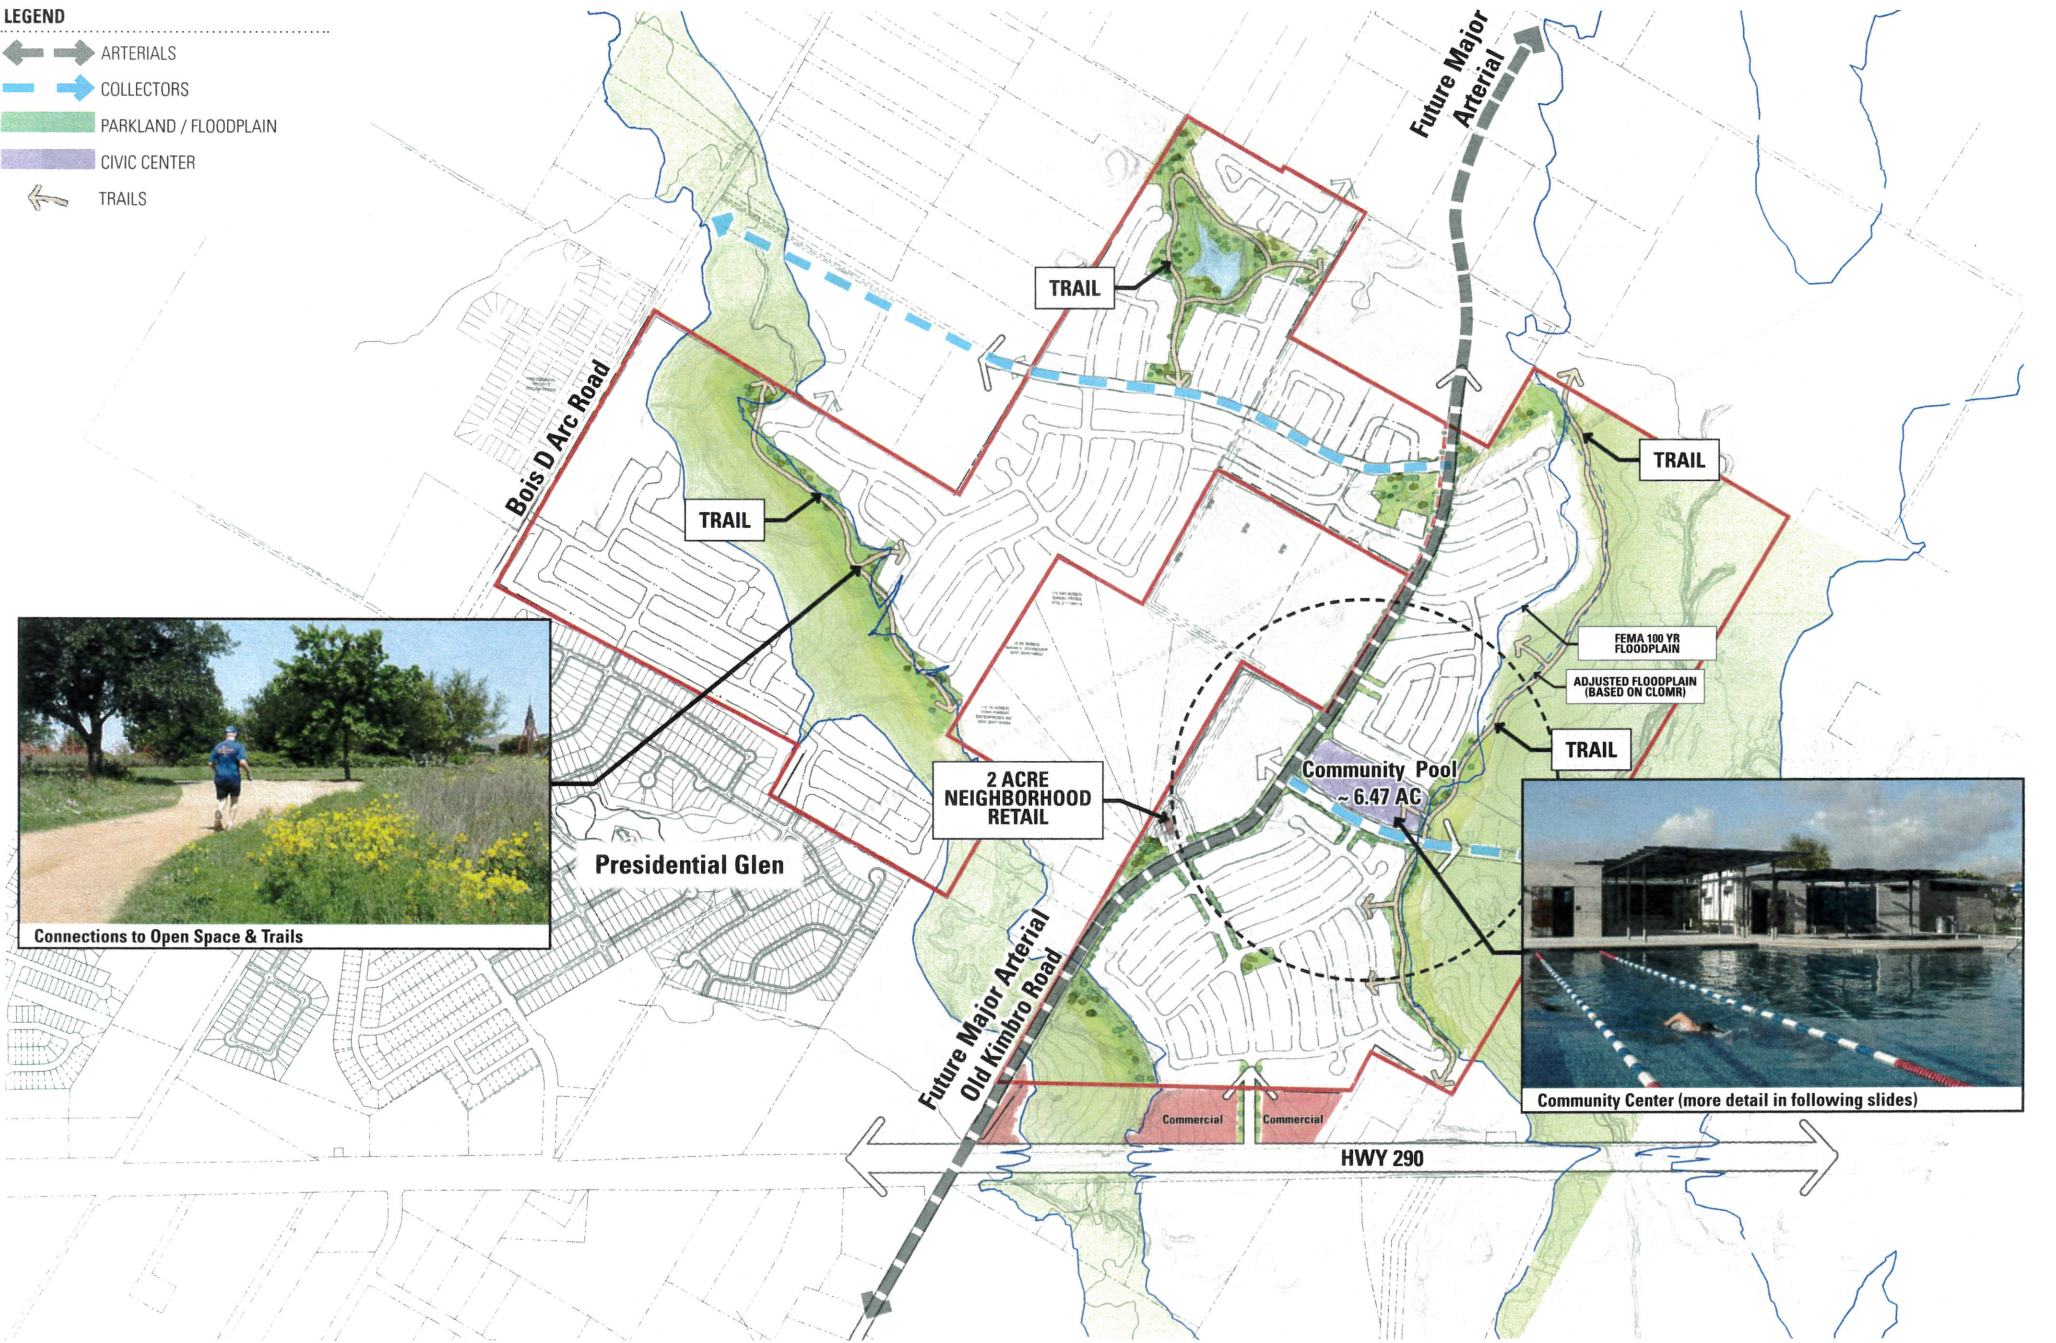 LEGEND
ARTERIALS
COLLECTORS
PARKLAND / FLOODPLAIN
CIVIC CENTER
TRAILS
Future Major
Arterial
TRAIL
Bois D Arc Road
TRAIL
TRAIL
FEMA 100 YR
FLOODPLAIN
ADJUSTED FLOODPLAIN
(BASED ON CLOMR)
TRAIL
Community Pool
~ 6.47 AC
2 ACRE
NEIGHBORHOOD
RETAIL
Presidential Glen
Connections to Open Space & Trails
Future Major Arterial
Old Kimbro Road
Community Center (more detail in following slides)
Commercial
Commercial
HWY 290